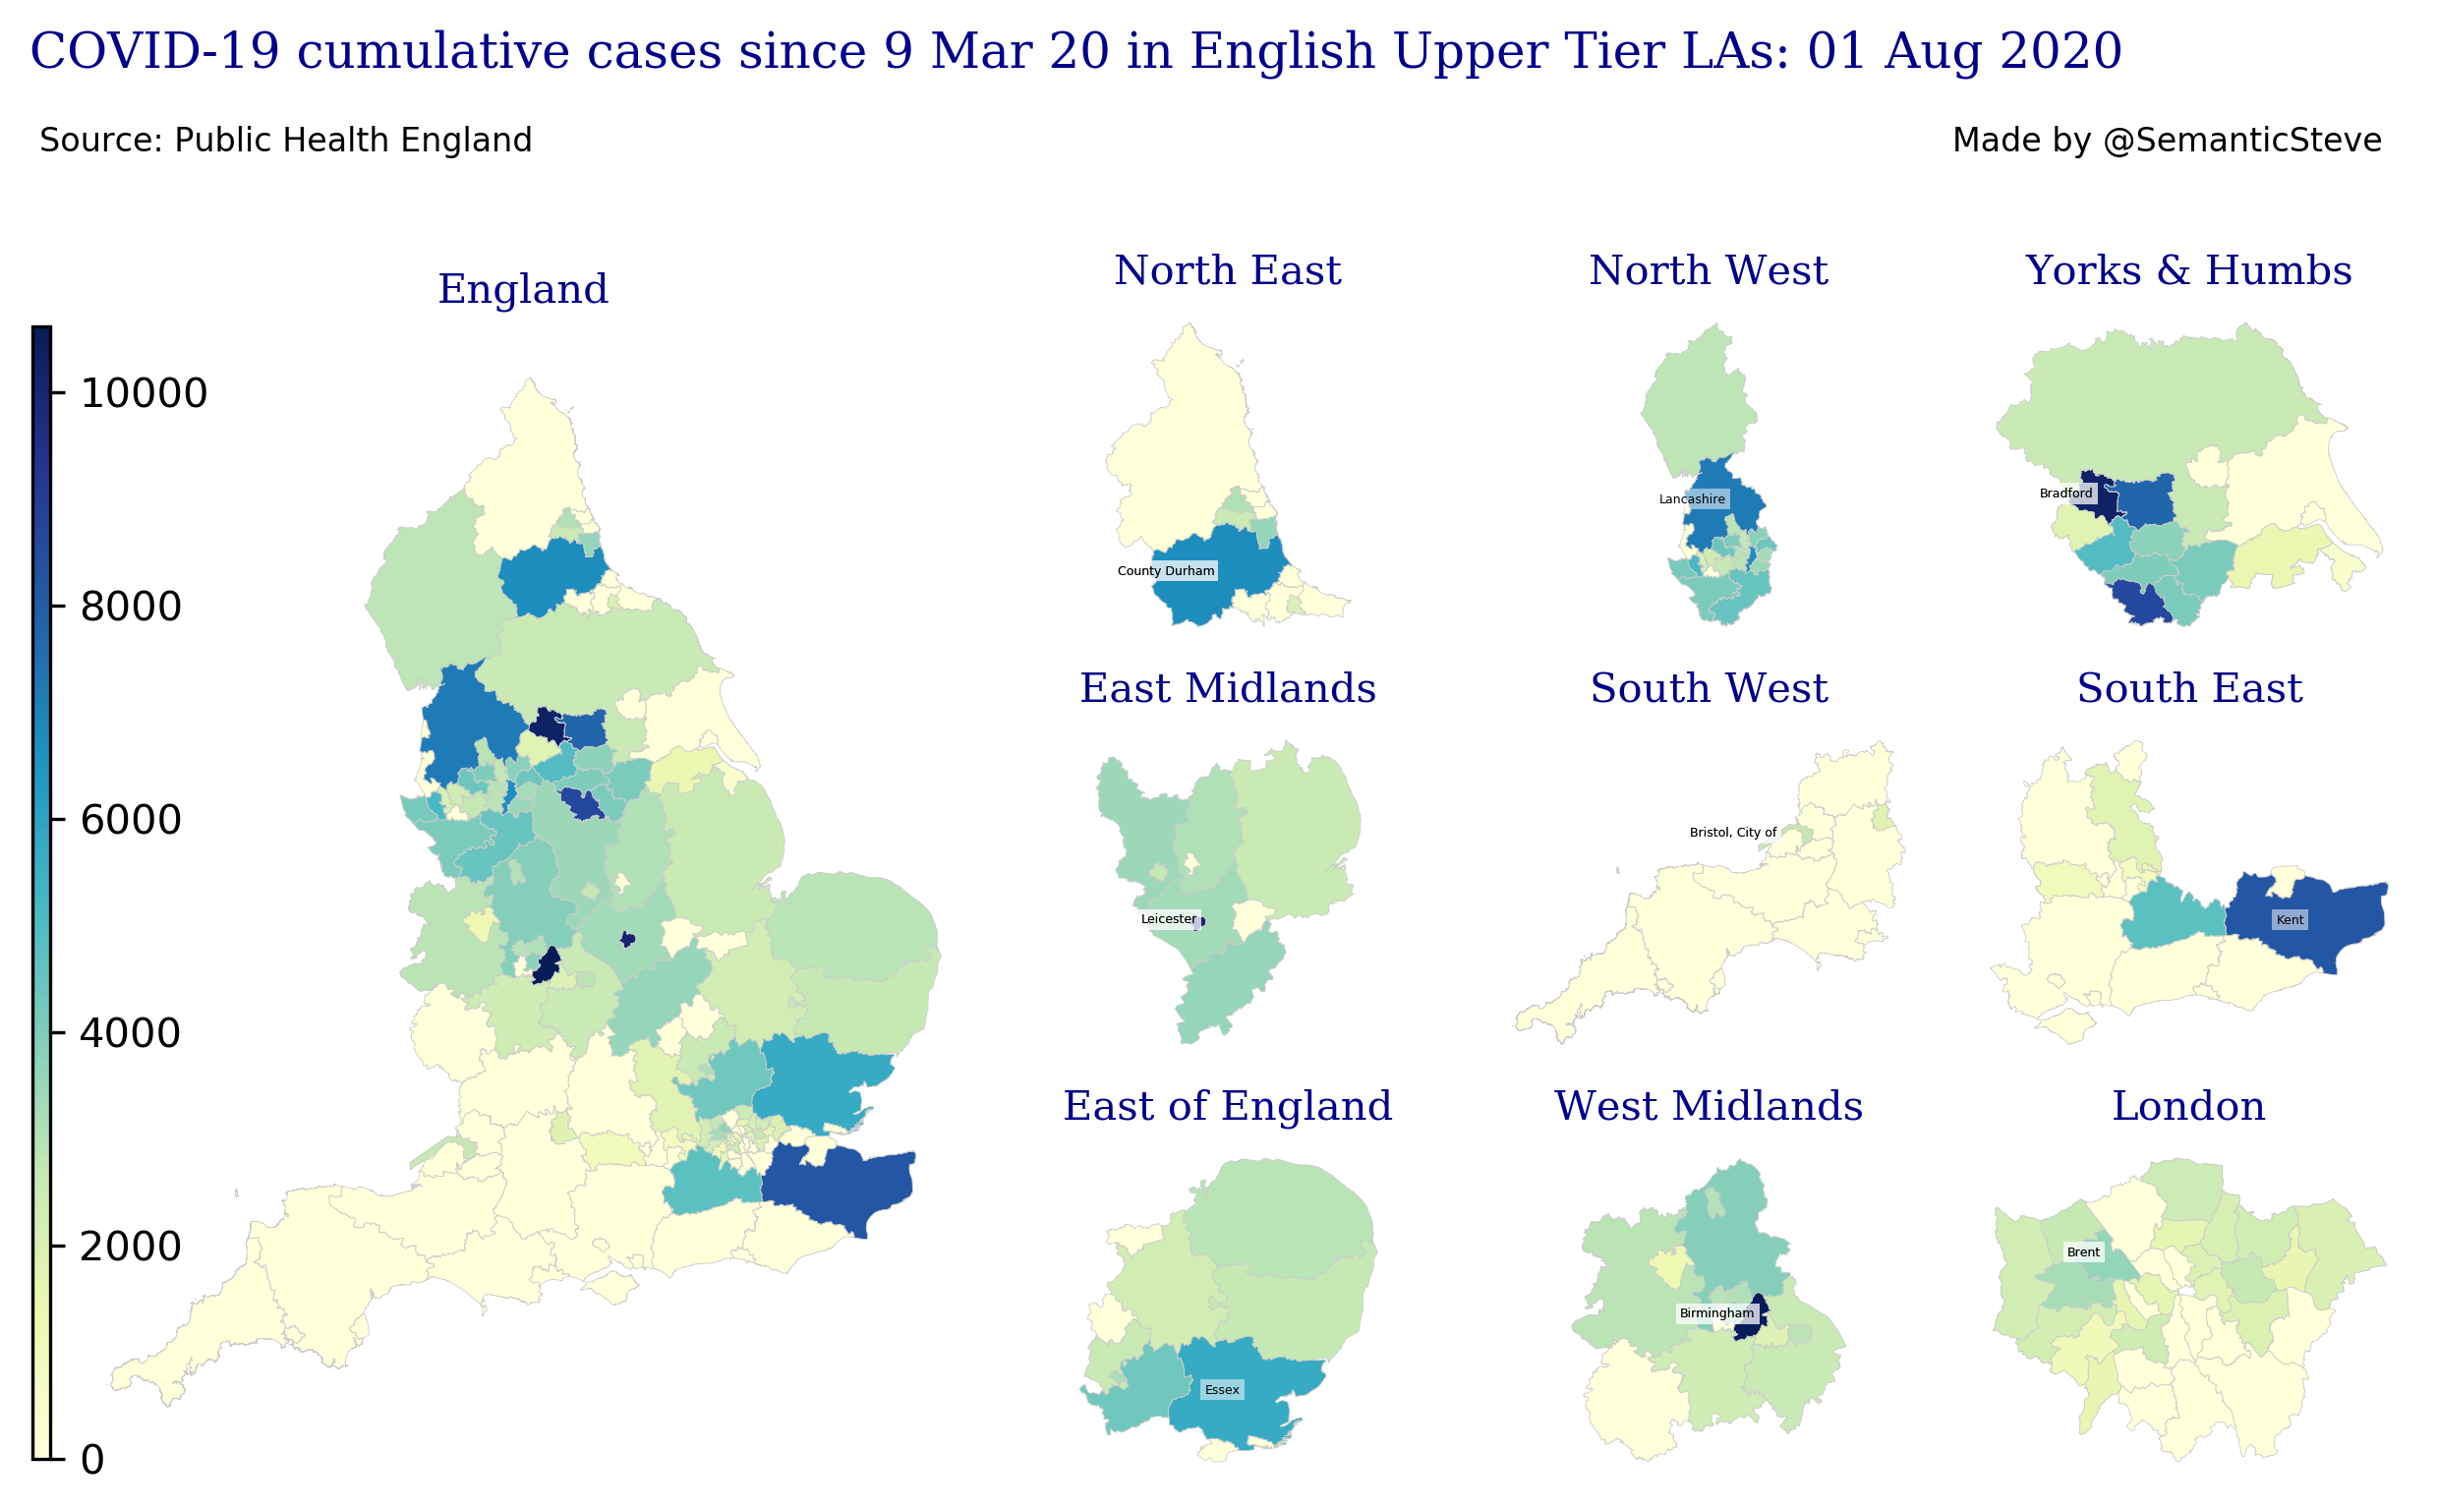 COVID-19 cumulative cases since 9 Mar 20 in English Upper Tier LAs: 01 Aug 2020
Source: Public Health England
Made by @SemanticSteve
England
10000
8000
6000
4000
2000
0
North East
County Durham
North West
Lancashire
Yorks & Humbs
Bradford
East Midlands
Leicester
South West
Bristol, City of
South East
Kent
East of England
Essex
West Midlands
Birmingham
London
Brent